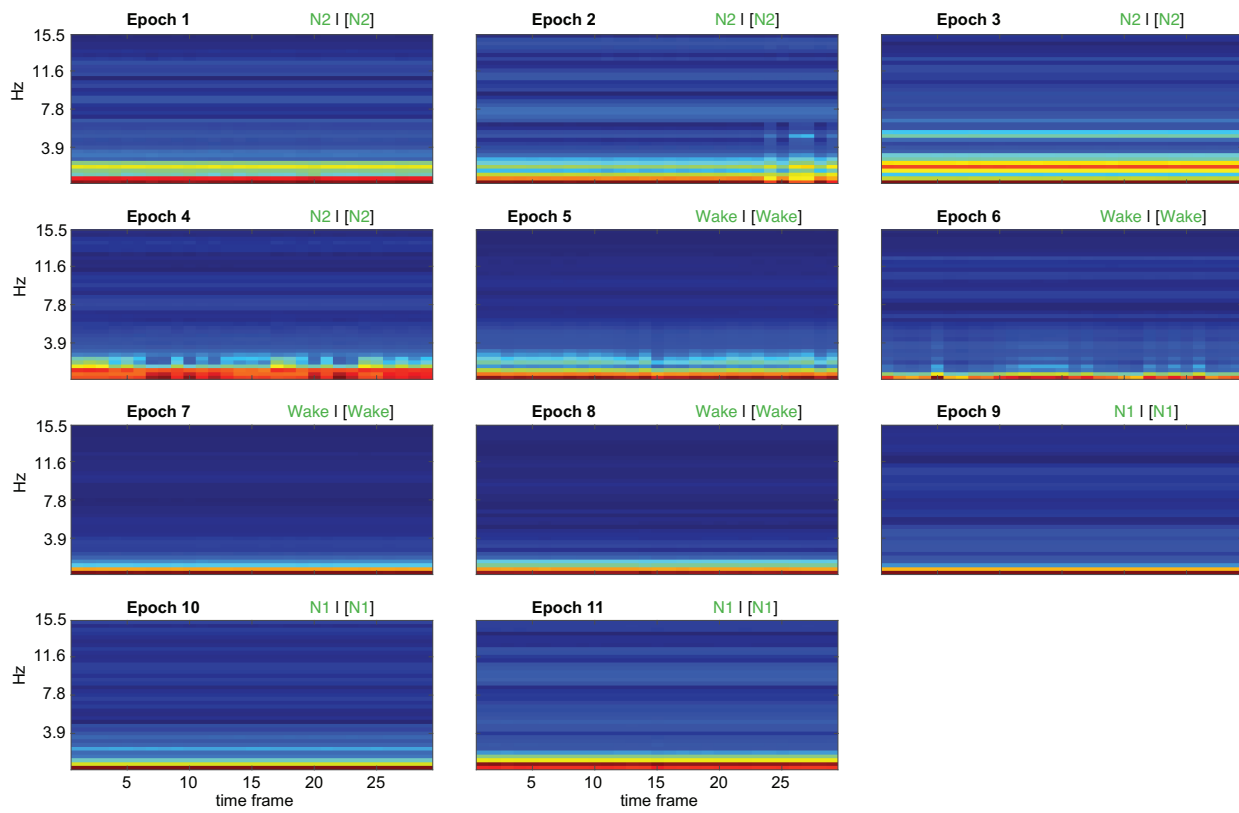 Epoch 1 N2 I [N2] Epoch 2 N2 I [N2] Epoch 3 N2 I [N2]
15.5
11.6
Hz
7.8
3.9
Epoch 4 N2 I [N2] Epoch 5 Wake I [Wake] Epoch 6 Wake I [Wake]
15.5
11.6
Hz
7.8
3.9
Epoch 7 Wake I [Wake] Epoch 8 Wake I [Wake] Epoch 9 N1 I [N1]
15.5
11.6
Hz
7.8
3.9
Epoch 10 N1 I [N1] Epoch 11 N1 I [N1]
15.5
11.6
Hz
7.8
3.9
5 10 15 20 25 5 10 15 20 25
time frame time frame